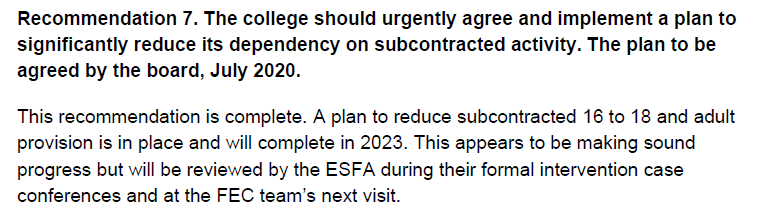 Recommendation 7. The college should urgently agree and implement a plan to
significantly reduce its dependency on subcontracted activity. The plan to be
agreed by the board, July 2020.
This recommendation is complete. A plan to reduce subcontracted 16 to 18 and adult
provision is in place and will complete in 2023. This appears to be making sound
progress but will be reviewed by the ESFA during their formal intervention case
conferences and at the FEC team's next visit.